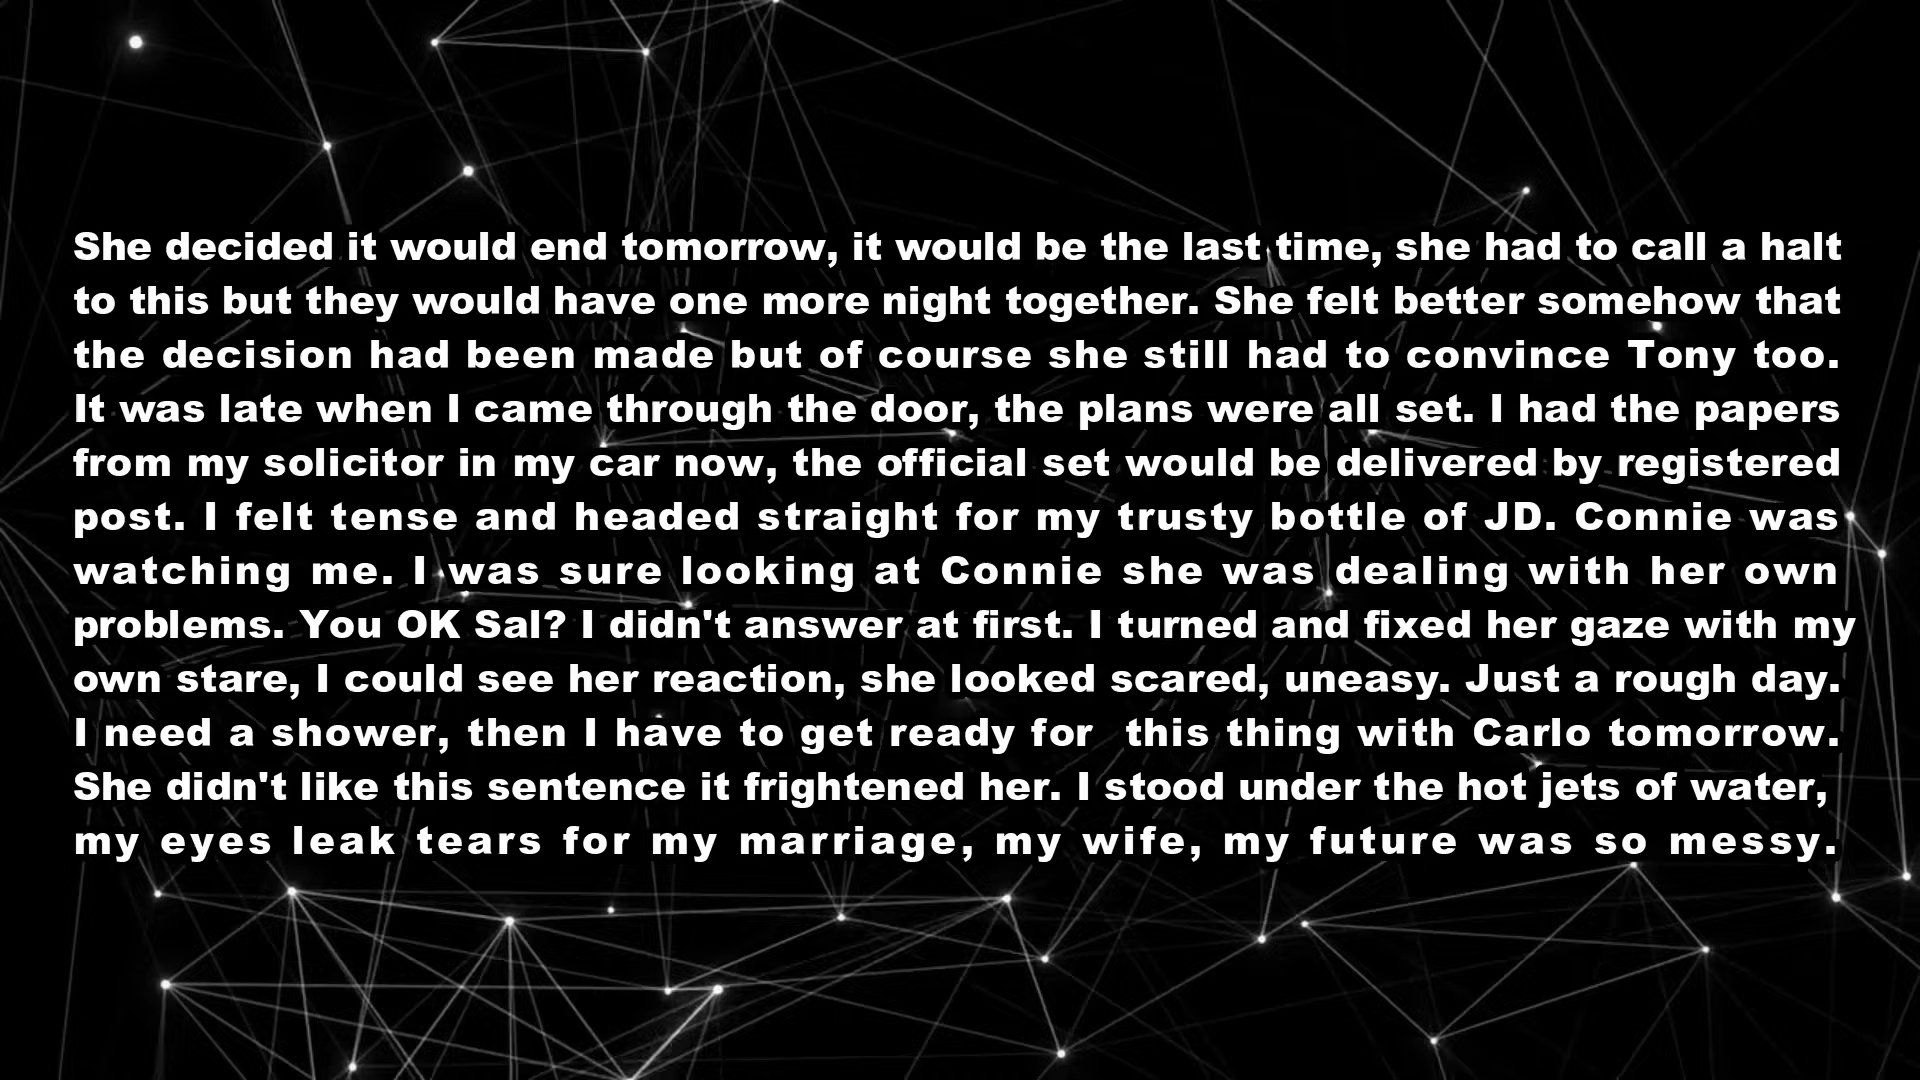 She decided it would end tomorrow, it would be the last time, she had to call a halt
to this but they would have one more night together. She felt better somehow that
the decision had been made but of course she still had to convince Tony too.
It was late when I came through the door, the plans were all set. I had the papers
from my solicitor in my car now, the official set would be delivered by registered
post. I felt tense and headed straight for my trusty bottle of JD. Connie was
watching me. I was sure looking at Connie she was dealing with her own
problems. You OK Sal? I didn't answer at first. I turned and fixed her gaze with my
own stare, I could see her reaction, she looked scared, uneasy. Just a rough day.
I need a shower, then I have to get ready for  this thing with Carlo tomorrow.
She didn't like this sentence it frightened her. I stood under the hot jets of water,
my eyes leak tears for my marriage, my wife, my future was so messy.